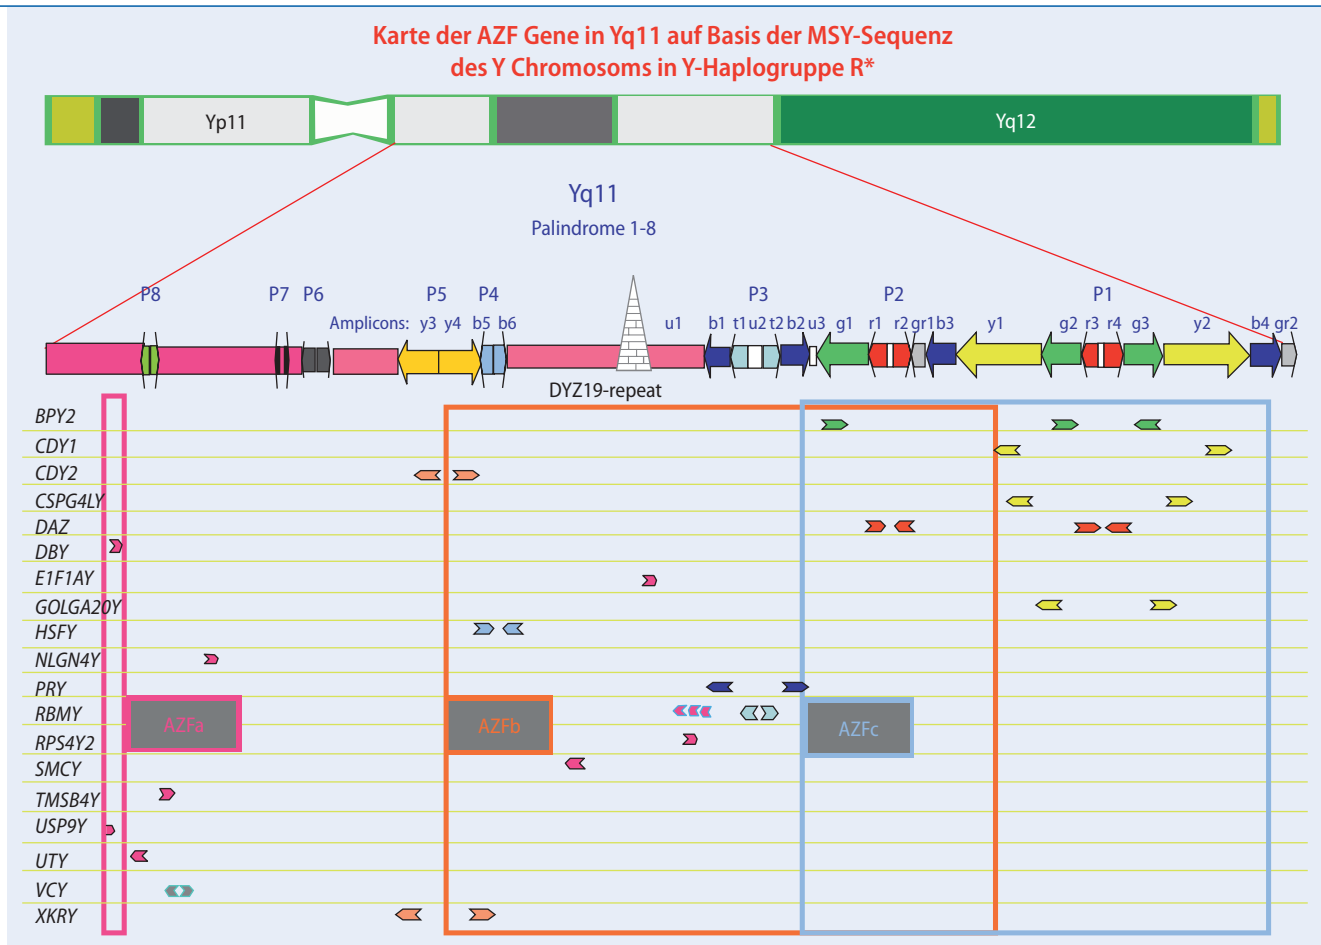 Karte der AZF Gene in Yq11 auf Basis der MSY-Sequenz
des Y Chromosoms in Y-Haplogruppe R*
Yp11
Yq12
Yq11
Palindrome 1-8
P8
P7
P6
P5
P4
P3
P2
P1
Amplicons:
y3
y4
b5
b6
u1
b1
t1
u2
t2
b2
u3
g1
r1
r2
gr1
b3
y1
g2
r3
r4
g3
y2
b4
gr2
DYZ19-repeat
BPY2
CDY1
CDY2
CSPG4LY
DAZ
DBY
E1F1AY
GOLGA20Y
HSFY
NLGN4Y
PRY
RBMY
AZFa
AZFb
AZFc
RPS4Y2
SMCY
TMSB4Y
USP9Y
UTY
VCY
XKRY